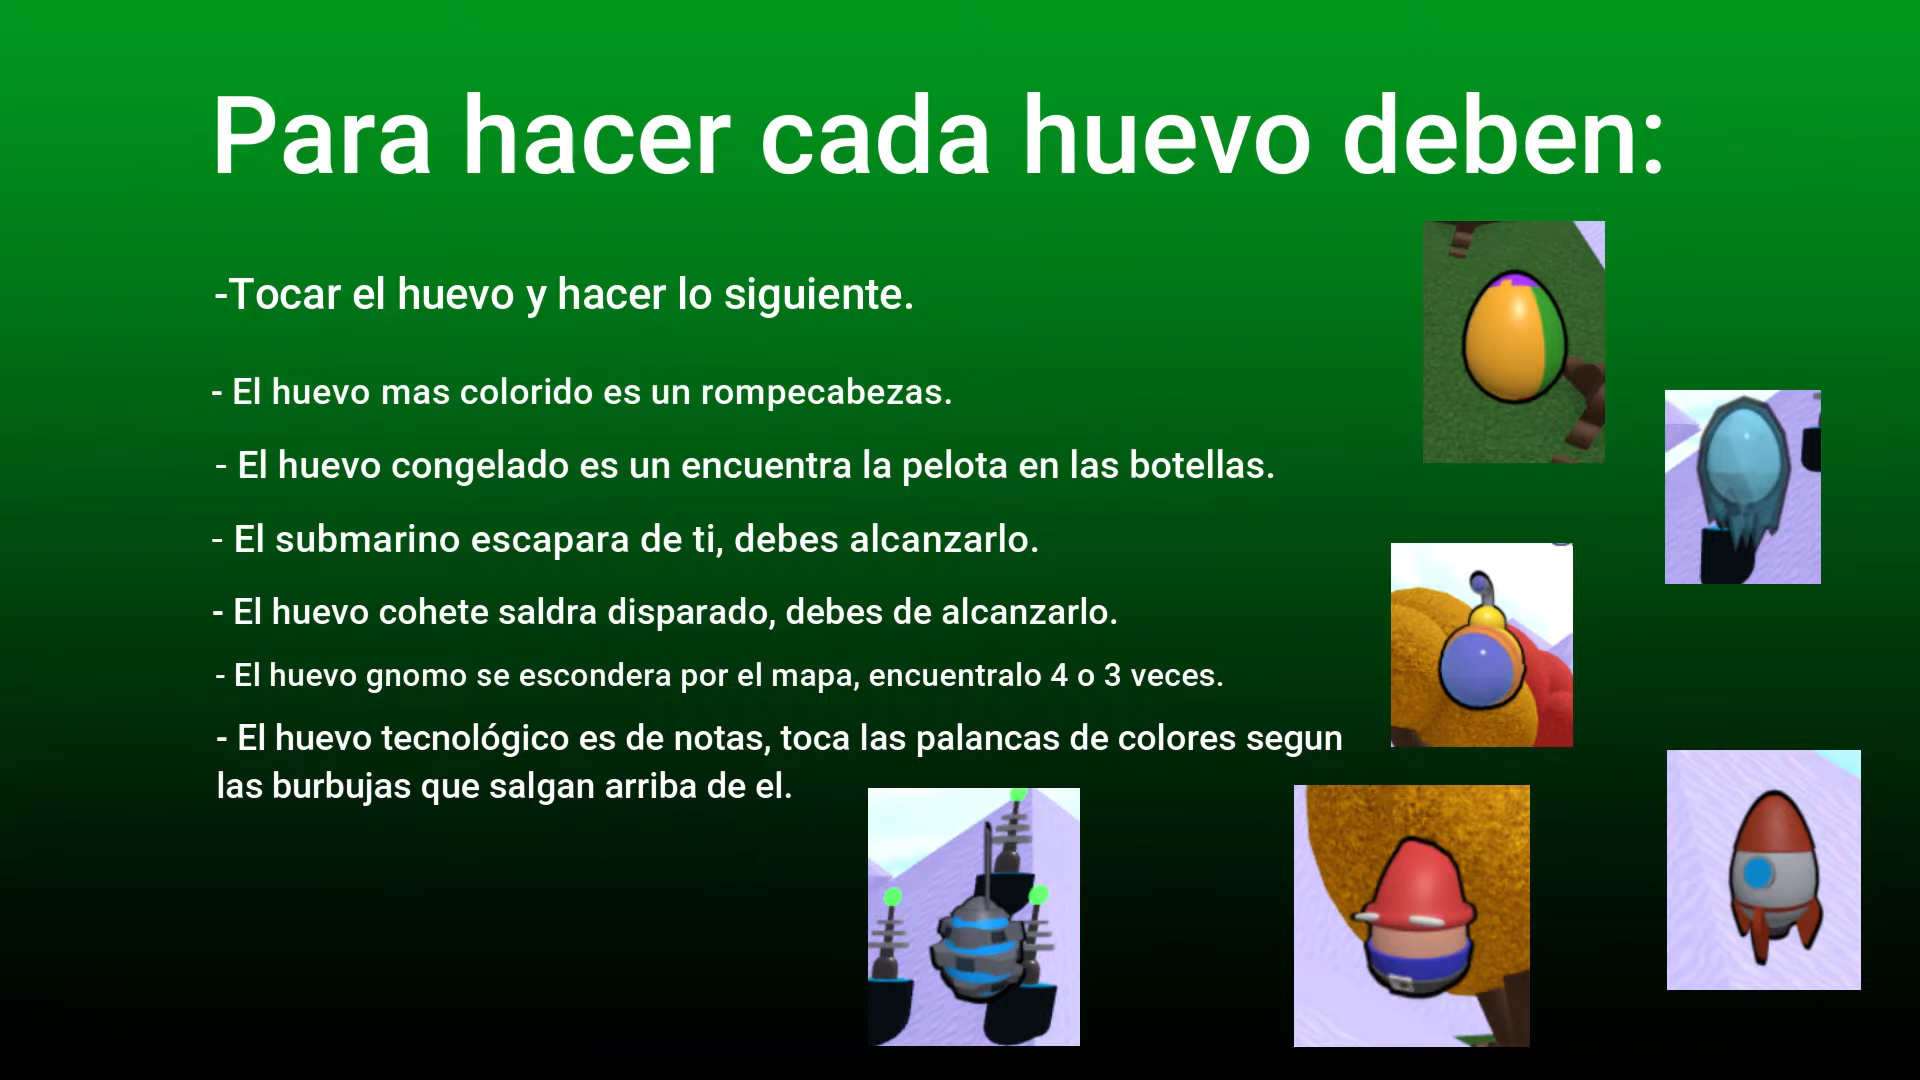 Para hacer cada huevo deben:
-Tocar el huevo y hacer lo siguiente.
- El huevo mas colorido es un rompecabezas.
- El huevo congelado es un encuentra la pelota en las botellas.
- El submarino escapara de ti, debes alcanzarlo.
- El huevo cohete saldra disparado, debes de alcanzarlo.
- El huevo gnomo se escondera por el mapa, encuentralo 4 o 3 veces.
- El huevo tecnológico es de notas, toca las palancas de colores segun
las burbujas que salgan arriba de el.